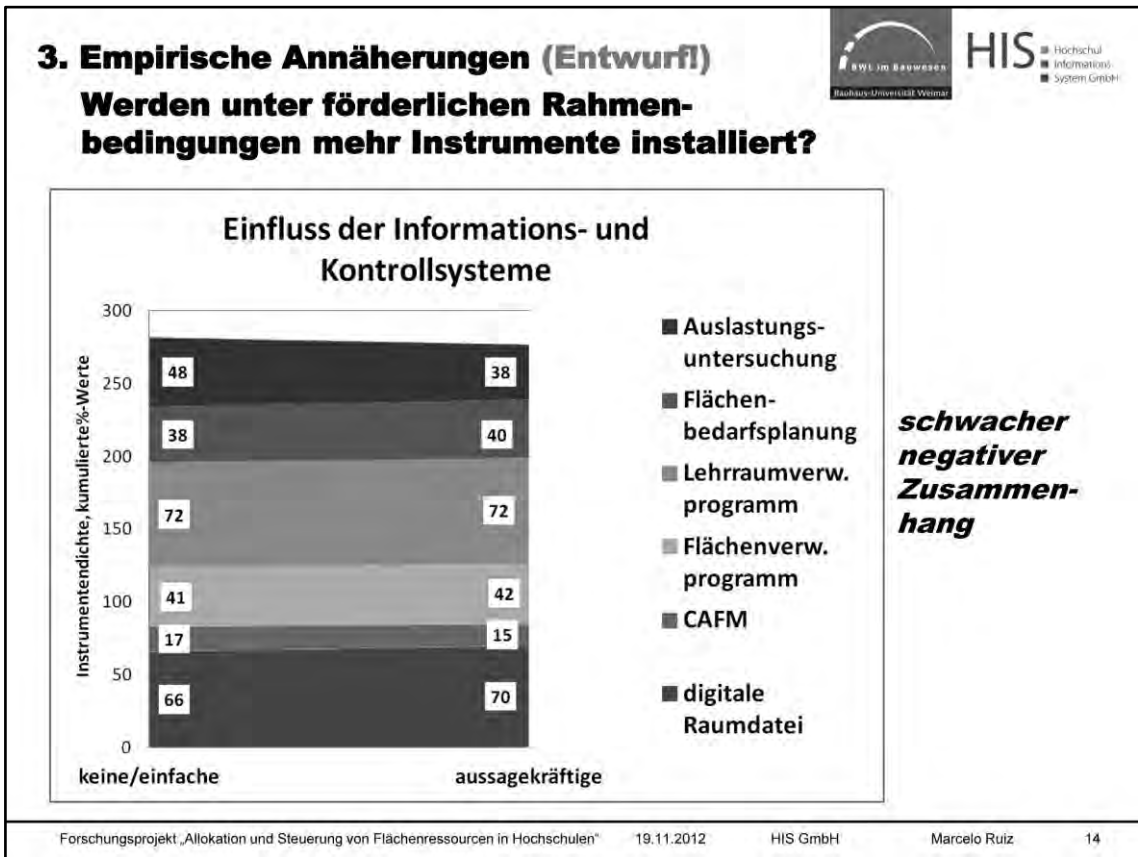 3. Empirische Annäherungen (Entwurf!)
Werden unter förderlichen Rahmen-
bedingungen mehr Instrumente installiert?
BWL im Bauwesen
Bauhaus-Universität Weimar
HIS
Hochschul
Informations
System GmbH
Einfluss der Informations- und
Kontrollsysteme
Instrumentendichte, kumulierte%-Werte
300
250
200
150
100
50
0
48
38
38
40
72
72
41
42
17
15
66
70
keine/einfache
aussagekräftige
Auslastungs-
untersuchung
Flächen-
bedarfsplanung
Lehrraumverw.
programm
Flächenverw.
programm
CAFM
digitale
Raumdatei
schwacher
negativer
Zusammen-
hang
Forschungsprojekt „Allokation und Steuerung von Flächenressourcen in Hochschulen" 19.11.2012 HIS GmbH Marcelo Ruiz 14